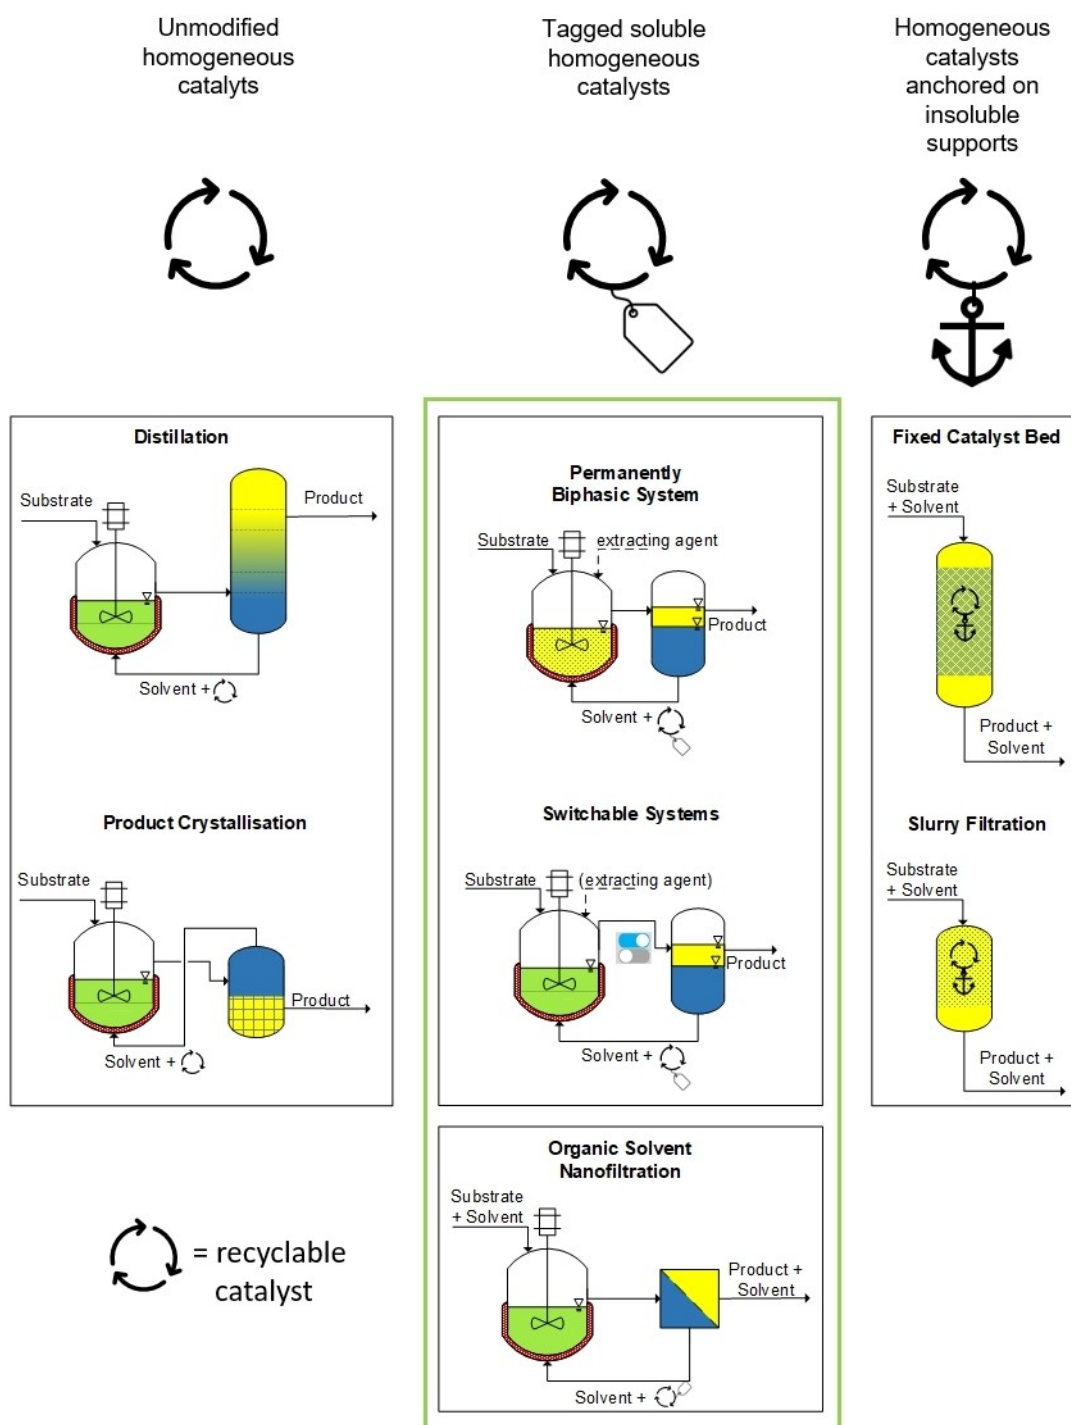 Unmodified
homogeneous
catalyts
Tagged soluble
homogeneous
catalysts
Homogeneous
catalysts
anchored on
insoluble
supports
Distillation
Substrate
Product
Solvent +
Product Crystallisation
Substrate
Product
Solvent +
Permanently
Biphasic System
Substrate
extracting agent
Product
Solvent +
Switchable Systems
Substrate
(extracting agent)
Product
Solvent +
Organic Solvent
Nanofiltration
Substrate
+ Solvent
Product +
Solvent
Solvent +
Fixed Catalyst Bed
Substrate
+ Solvent
Product +
Solvent
Slurry Filtration
Substrate
+ Solvent
Product +
Solvent
= recyclable
catalyst